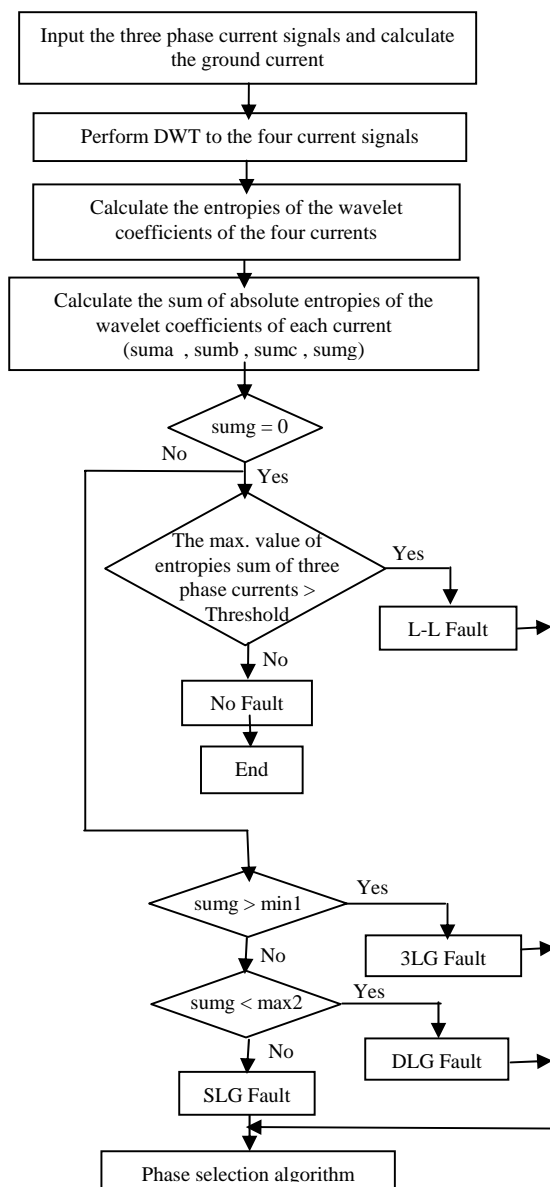 Input the three phase current signals and calculate
the ground current
Perform DWT to the four current signals
Calculate the entropies of the wavelet
coefficients of the four currents
Calculate the sum of absolute entropies of the
wavelet coefficients of each current
(suma , sumb , sumc , sumg)
sumg = 0
No
Yes
The max. value of
entropies sum of three
phase currents >
Threshold
Yes
L-L Fault
No
No Fault
End
sumg > min1
Yes
3LG Fault
No
sumg < max2
Yes
DLG Fault
No
SLG Fault
Phase selection algorithm